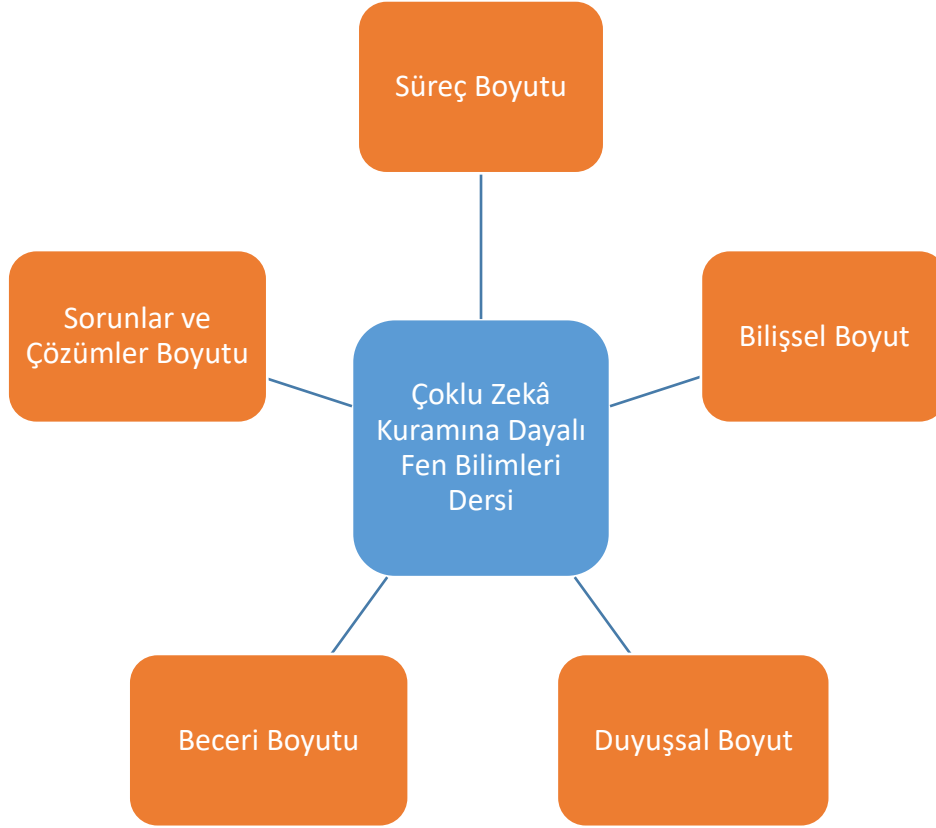 Süreç Boyutu
Sorunlar ve
Çözümler Boyutu
Bilişsel Boyut
Çoklu Zekâ
Kuramına Dayalı
Fen Bilimleri
Dersi
Beceri Boyutu
Duyuşsal Boyut